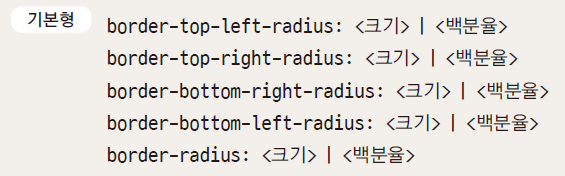 기본형
border-top-left-radius: <크기> | <백분율>
border-top-right-radius: <크기> | <백분율>
border-bottom-right-radius: <크기> | <백분율>
border-bottom-left-radius: <크기> | <백분율>
border-radius: <크기> | <백분율>